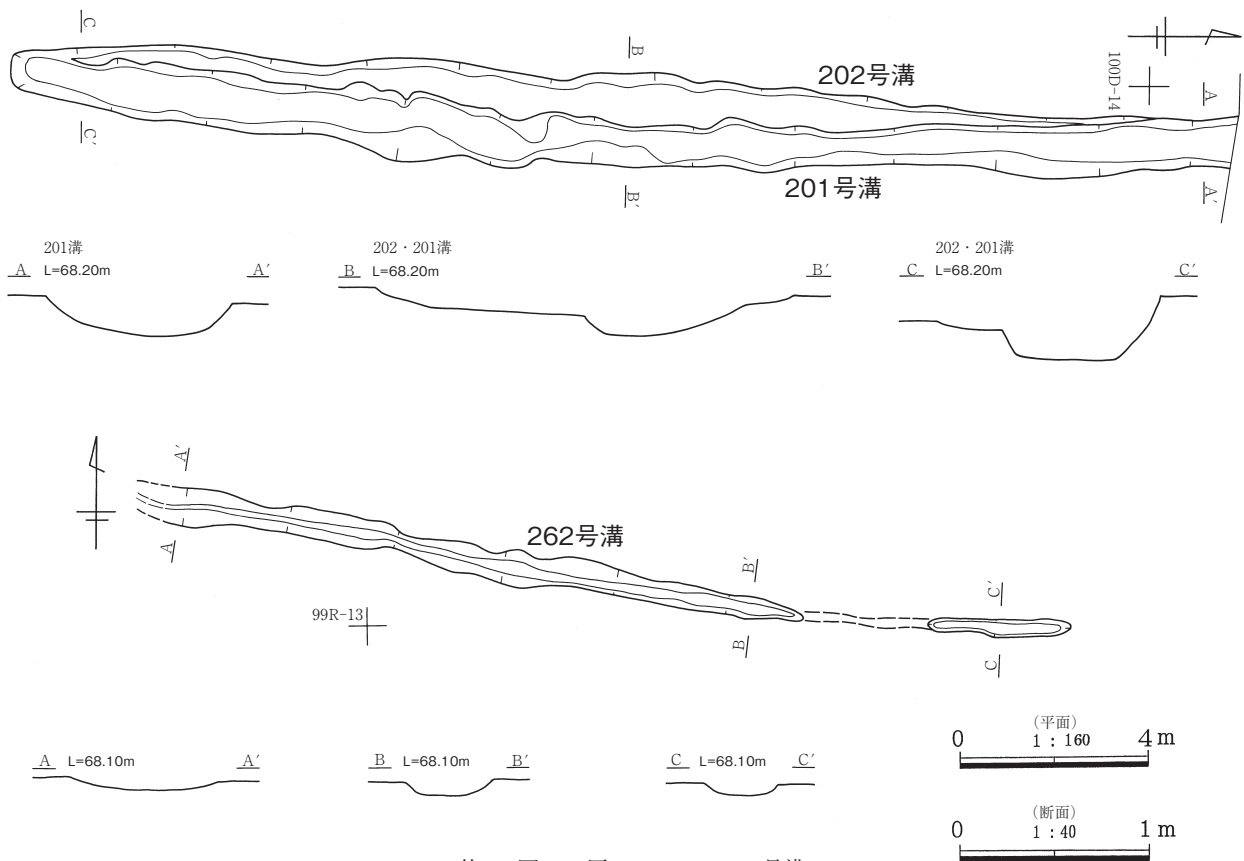 C
B
202号溝
100D-14
A
C′
B′
201号溝
A′
201溝
A L=68.20m A′
202・201溝
B L=68.20m B′
202・201溝
C L=68.20m C′
A′
262号溝
A
99R-13
B′
B
C′
C
A L=68.10m A′
B L=68.10m B′
C L=68.10m C′
(平面)
0 1：160 4m
(断面)
0 1：40 1m